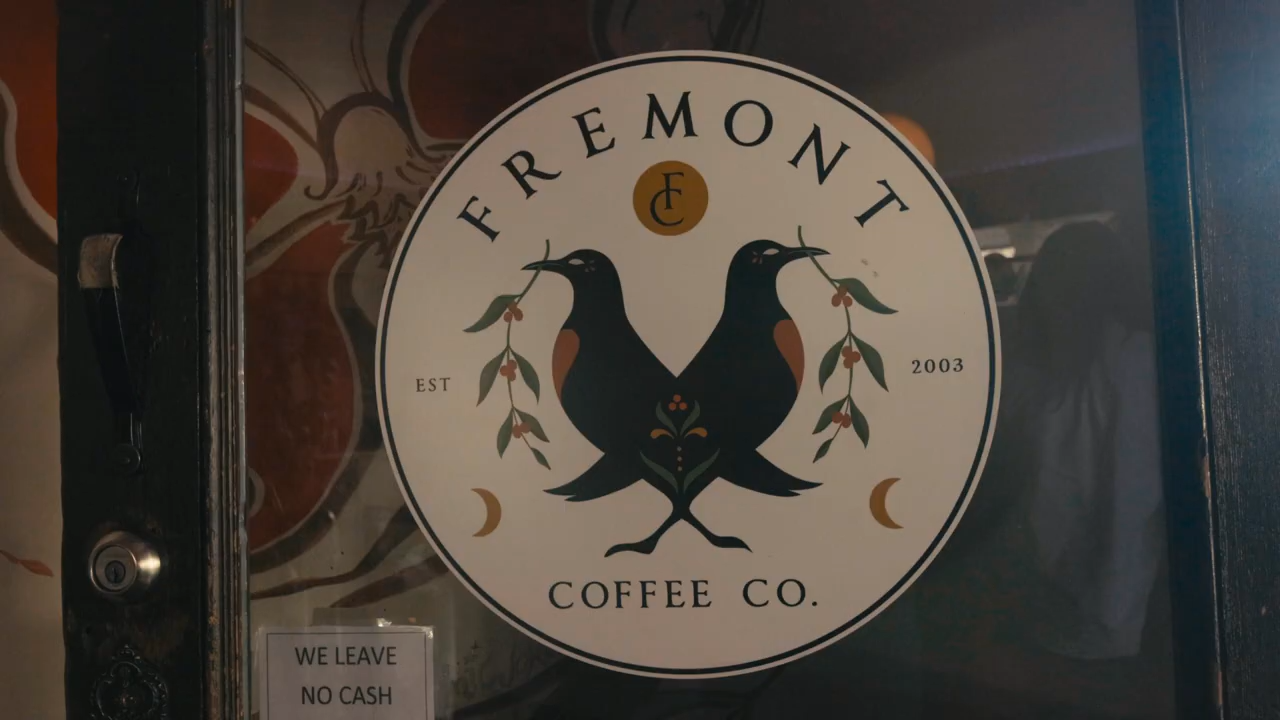 FREMONT
FC
EST
2003
COFFEE CO.
WE LEAVE
NO CASH